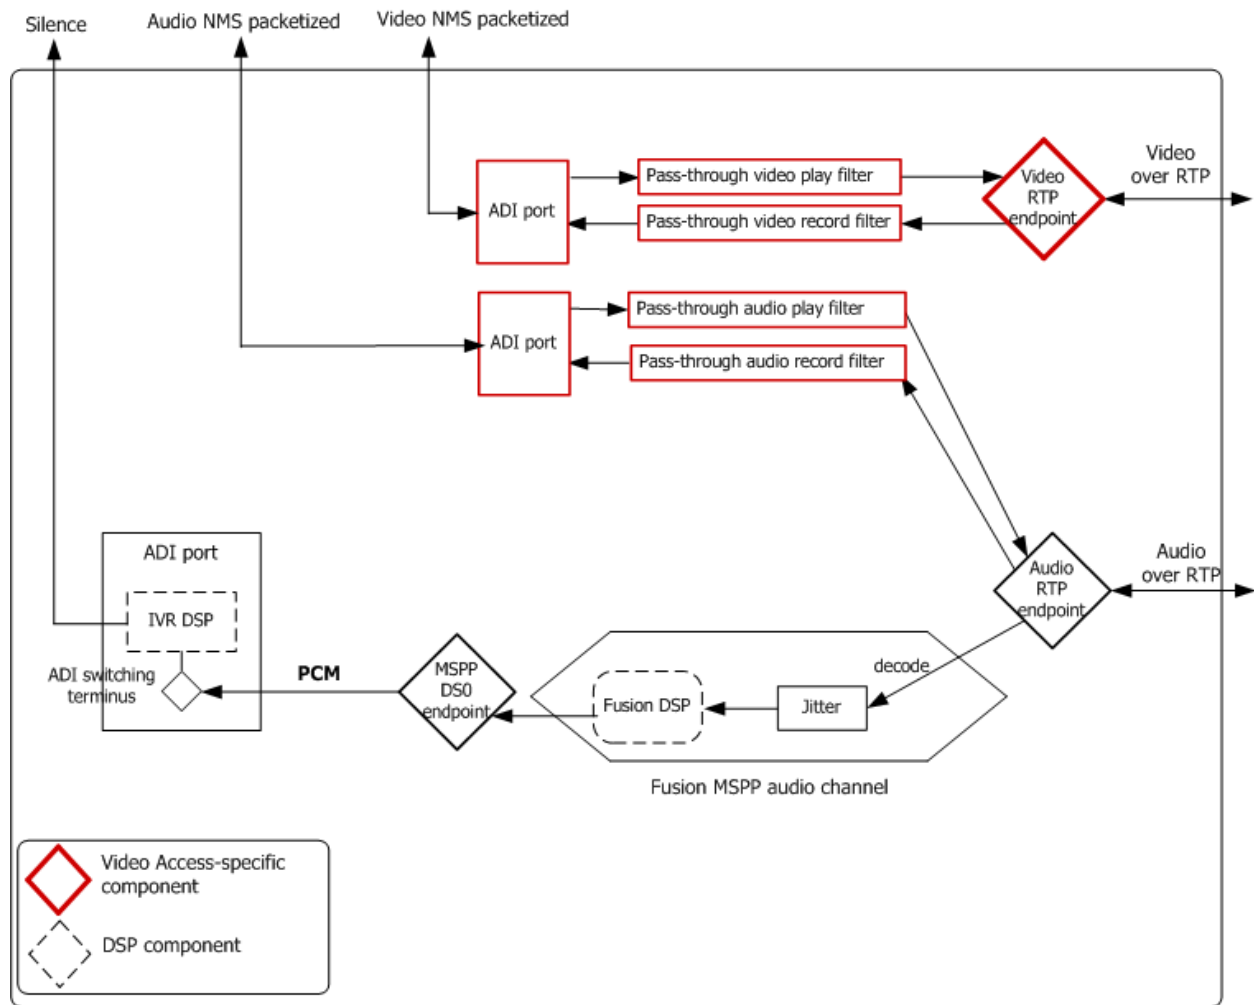 Silence
Audio NMS packetized
Video NMS packetized
Video
over RTP
Pass-through video play filter
Video
RTP
endpoint
ADI port
Pass-through video record filter
Pass-through audio play filter
ADI port
Pass-through audio record filter
Audio
over RTP
Audio
RTP
endpoint
ADI port
IVR DSP
ADI switching
terminus
PCM
MSPP
DS0
endpoint
decode
Fusion DSP
Jitter
Fusion MSPP audio channel
Video Access-specific
component
DSP component